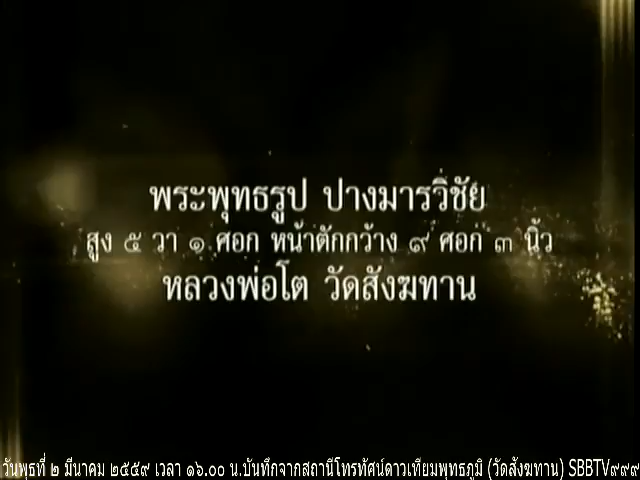 พระพุทธรูป ปางมารวิชัย
สูง ๕ วา ๑ ศอก หน้าตักกว้าง ๙ ศอก ๓ นิ้ว
หลวงพ่อโต วัดสังฆทาน
วันพุธที่ ๒ มีนาคม ๒๕๕๙ เวลา ๑๖.๐๐ น.บันทึกจากสถานีโทรทัศน์ดาวเทียมพุทธภูมิ (วัดสังฆทาน) SBBTV๙๙๙